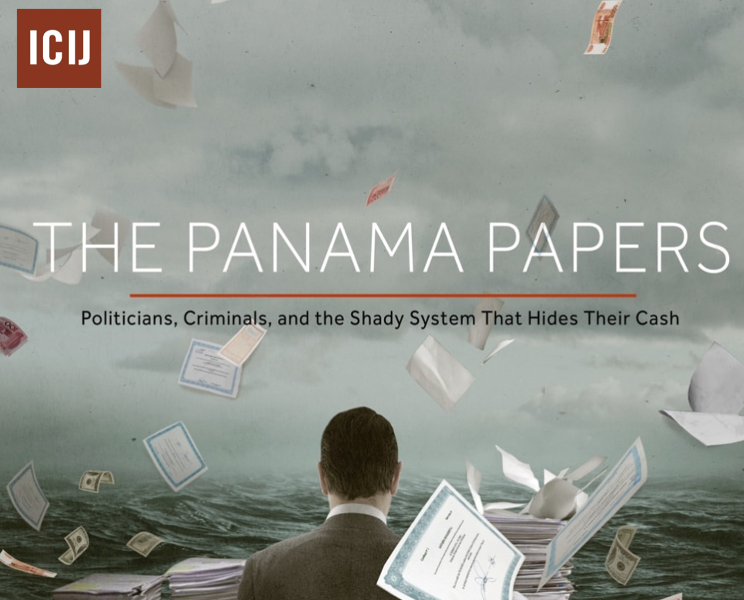 ICIJ
THE PANAMA PAPERS
Politicians, Criminals, and the Shady System That Hides Their Cash